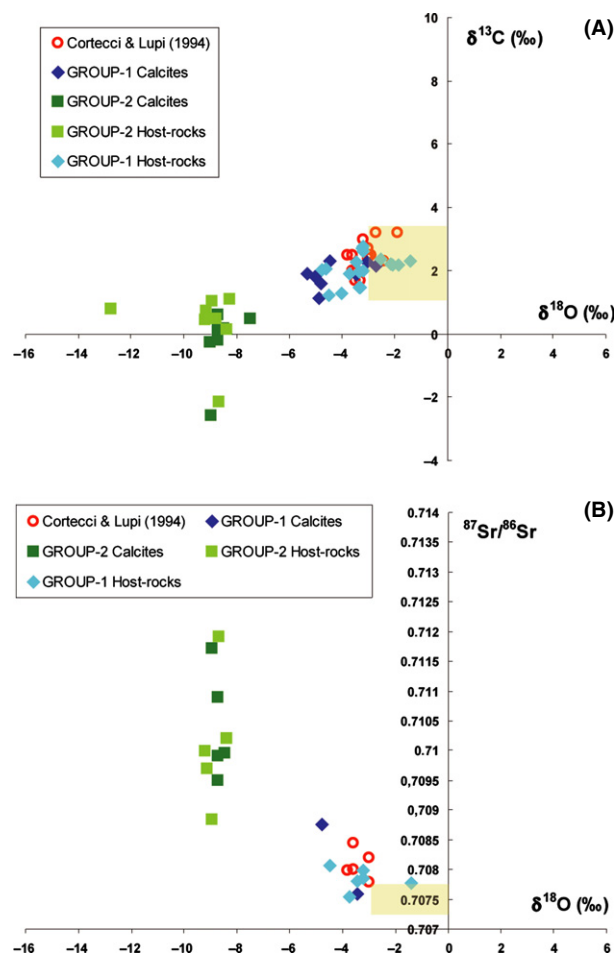 (A)
δ¹³C (‰)
Cortecci & Lupi (1994)
GROUP-1 Calcites
GROUP-2 Calcites
GROUP-2 Host-rocks
GROUP-1 Host-rocks
10
8
6
4
2
0
–2
–4
δ¹⁸O (‰)
–16 –14 –12 –10 –8 –6 –4 –2 0 2 4 6
(B)
⁸⁷Sr/⁸⁶Sr
Cortecci & Lupi (1994) GROUP-1 Calcites
GROUP-2 Calcites GROUP-2 Host-rocks
GROUP-1 Host-rocks
0.714
0.7135
0.713
0.7125
0.712
0.7115
0.711
0.7105
0.71
0,7095
0,709
0.7085
0.708
0.7075
0.707
δ¹⁸O (‰)
–16 –14 –12 –10 –8 –6 –4 –2 0 2 4 6